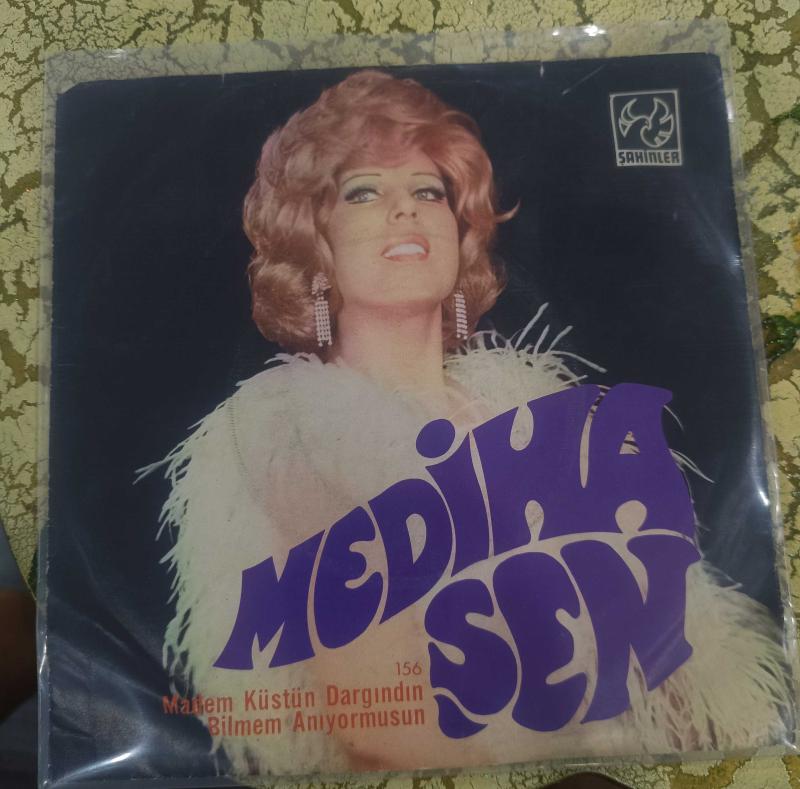 ŞAHİNLER
MEDİHA
ŞEN
156
Madem Küstün Dargındın
Bilmem Anıyormusun